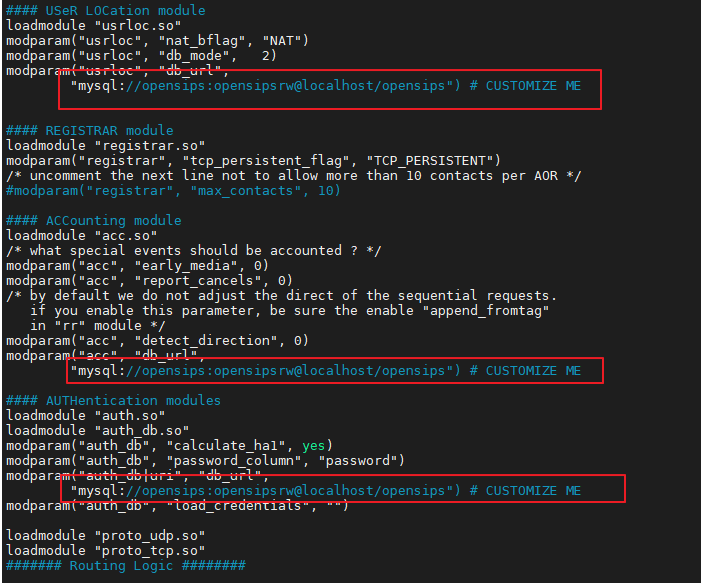 #### USeR LOCation module
loadmodule "usrloc.so"
modparam("usrloc", "nat_bflag", "NAT")
modparam("usrloc", "db_mode",   2)
modparam("usrloc", "db_url",
        "mysql://opensips:opensipsrw@localhost/opensips") # CUSTOMIZE ME

#### REGISTRAR module
loadmodule "registrar.so"
modparam("registrar", "tcp_persistent_flag", "TCP_PERSISTENT")
/* uncomment the next line not to allow more than 10 contacts per AOR */
#modparam("registrar", "max_contacts", 10)

#### ACCounting module
loadmodule "acc.so"
/* what special events should be accounted ? */
modparam("acc", "early_media", 0)
modparam("acc", "report_cancels", 0)
/* by default we do not adjust the direct of the sequential requests.
   if you enable this parameter, be sure the enable "append_fromtag"
   in "rr" module */
modparam("acc", "detect_direction", 0)
modparam("acc", "db_url",
        "mysql://opensips:opensipsrw@localhost/opensips") # CUSTOMIZE ME

#### AUTHentication modules
loadmodule "auth.so"
loadmodule "auth_db.so"
modparam("auth_db", "calculate_ha1", yes)
modparam("auth_db", "password_column", "password")
modparam("auth_db|uri", "db_url",
        "mysql://opensips:opensipsrw@localhost/opensips") # CUSTOMIZE ME
modparam("auth_db", "load_credentials", "")

loadmodule "proto_udp.so"
loadmodule "proto_tcp.so"
####### Routing Logic ########